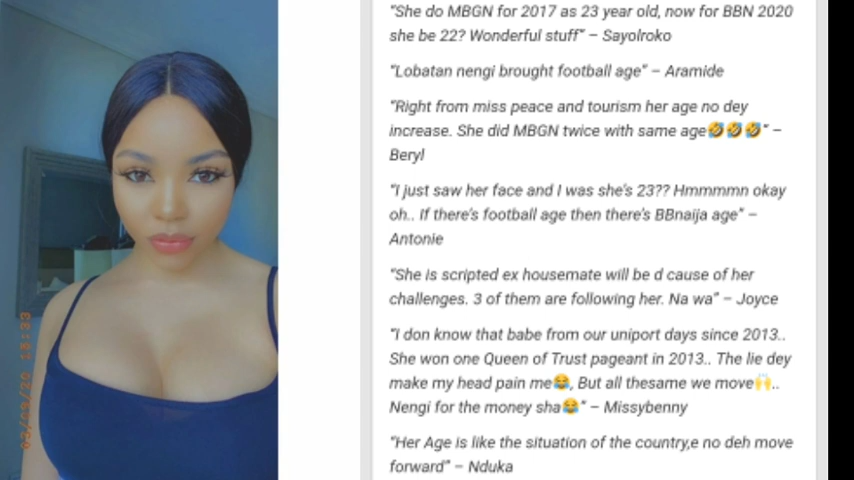 "She do MBGN for 2017 as 23 year old, now for BBN 2020
she be 22? Wonderful stuff" – Sayolroko
"Lobatan nengi brought football age" – Aramide
"Right from miss peace and tourism her age no dey
increase. She did MBGN twice with same age🤣🤣🤣" –
Beryl
"I just saw her face and I was she's 23?? Hmmmmn okay
oh.. If there's football age then there's BBnaija age" –
Antonie
"She is scripted ex housemate will be d cause of her
challenges. 3 of them are following her. Na wa" – Joyce
"I don know that babe from our uniport days since 2013..
She won one Queen of Trust pageant in 2013.. The lie dey
make my head pain me😂, But all thesame we move🙌..
Nengi for the money sha😂" – Missybenny
"Her Age is like the situation of the country,e no deh move
forward" – Nduka